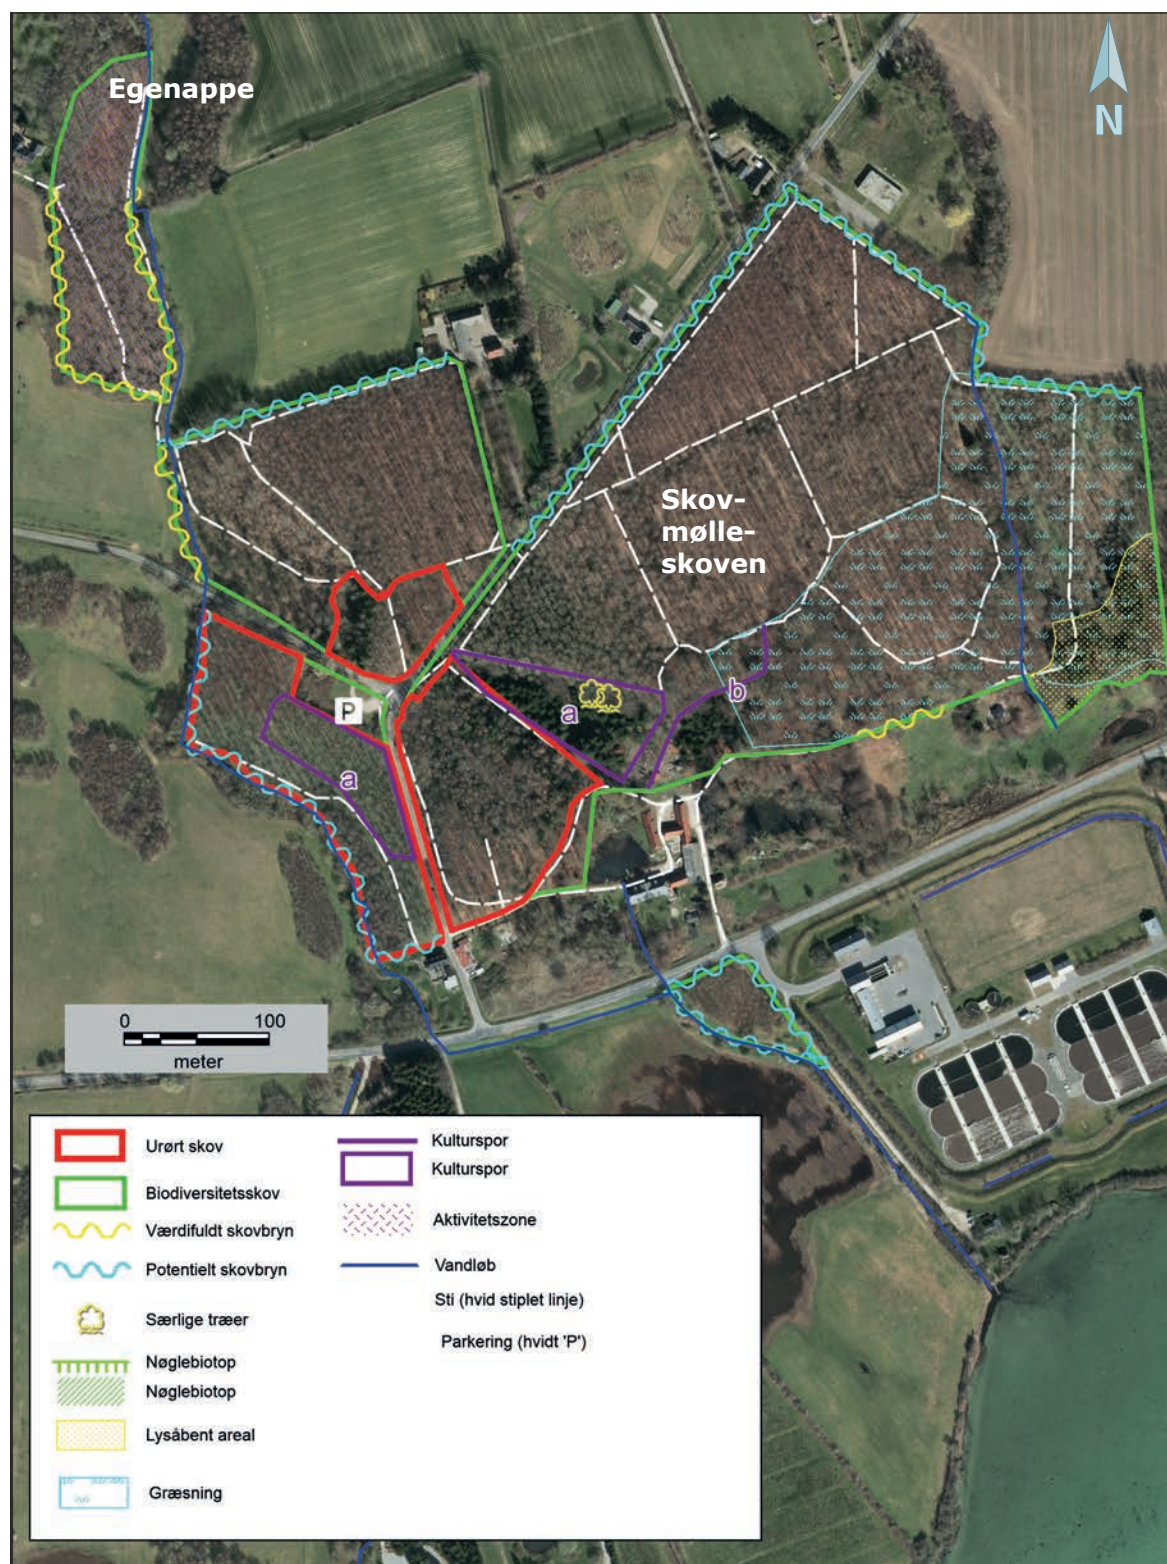 Egenappe
N
Skov-
mølle-
skoven
b
a
P
a
0 100
meter
Urørt skov
Biodiversitetsskov
Værdifuldt skovbryn
Potentielt skovbryn
Særlige træer
Nøglebiotop
Nøglebiotop
Lysåbent areal
Græsning
Kulturspor
Kulturspor
Aktivitetszone
Vandløb
Sti (hvid stiplet linje)
Parkering (hvidt 'P')